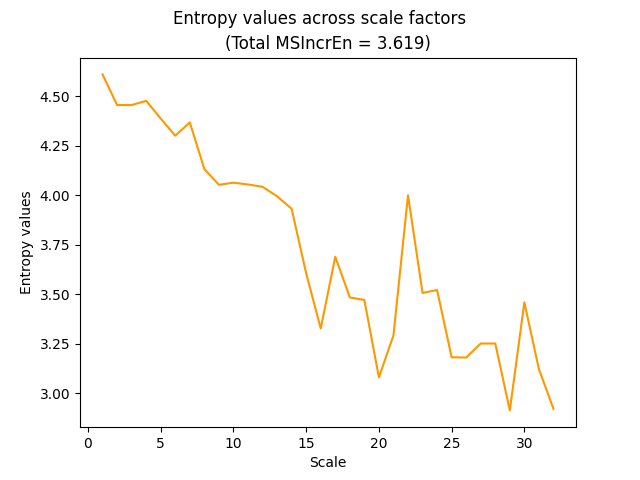 Entropy values across scale factors
(Total MSIncrEn = 3.619)
4.50
4.25
4.00
3.75
3.50
3.25
3.00
Entropy values
0 5 10 15 20 25 30
Scale